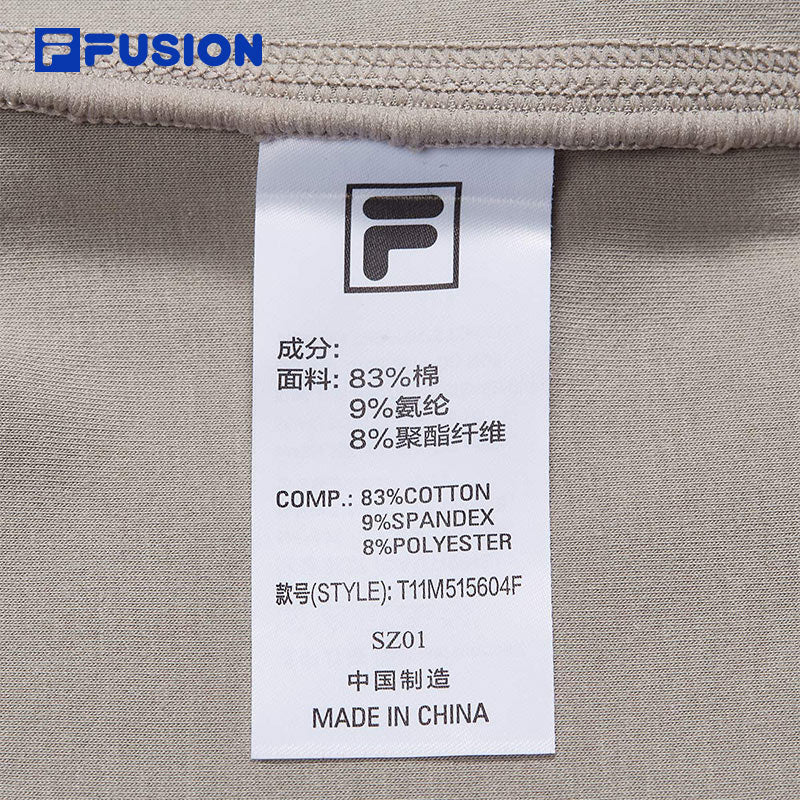 FUSION
成分:
面料: 83%棉
9%氨纶
8%聚酯纤维
COMP.: 83%COTTON
9%SPANDEX
8%POLYESTER
款号(STYLE): T11M515604F
SZ01
中国制造
MADE IN CHINA